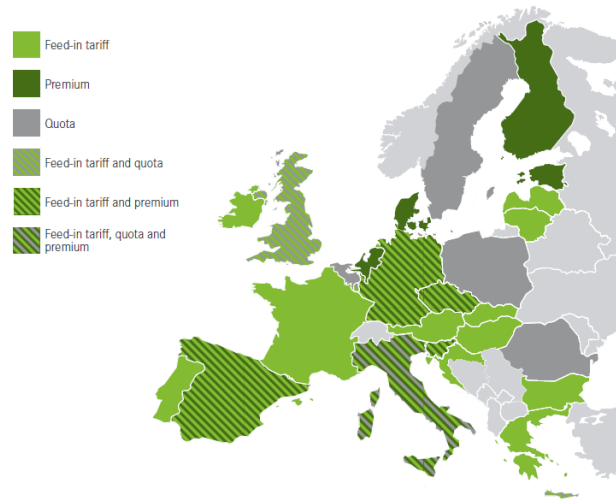 Feed-in tariff
Premium
Quota
Feed-in tariff and quota
Feed-in tariff and premium
Feed-in tariff, quota and
premium